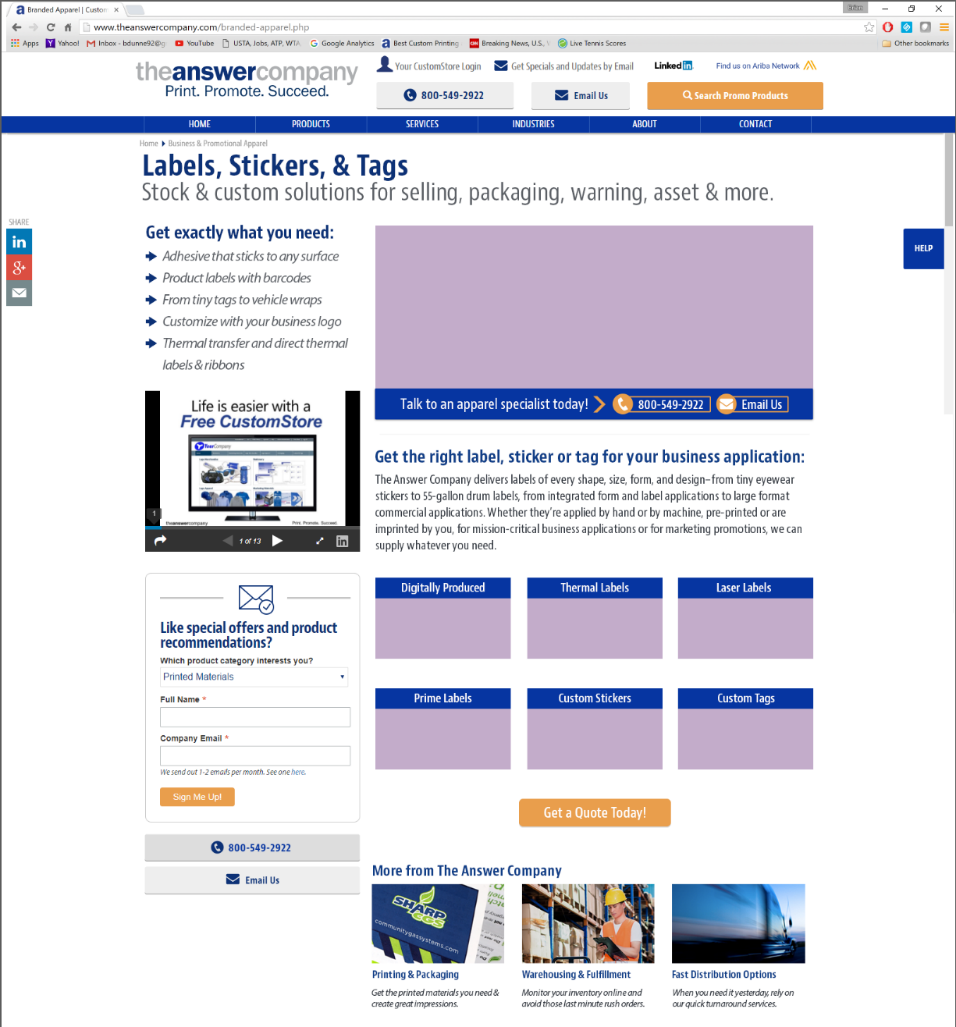 Branded Apparel | Custom
www.theanswercompany.com/branded-apparel.php
Apps Yahoo! Inbox - bdunne92@g YouTube USTA, Jobs, ATP, WTA Google Analytics Best Custom Printing Breaking News, U.S., Live Tennis Scores Other bookmarks
theanswercompany
Print. Promote. Succeed.
Your CustomStore Login Get Specials and Updates by Email LinkedIn Find us on Ariba Network
800-549-2922 Email Us Search Promo Products
HOME PRODUCTS SERVICES INDUSTRIES ABOUT CONTACT
Home Business & Promotional Apparel
Labels, Stickers, & Tags
Stock & custom solutions for selling, packaging, warning, asset & more.
SHARE
in
g+
HELP
Get exactly what you need:
Adhesive that sticks to any surface
Product labels with barcodes
From tiny tags to vehicle wraps
Customize with your business logo
Thermal transfer and direct thermal
labels & ribbons
Talk to an apparel specialist today! 800-549-2922 Email Us
Life is easier with a
Free CustomStore
theanswercompany Print. Promote. Succeed.
1
1 of 13
in
Get the right label, sticker or tag for your business application:
The Answer Company delivers labels of every shape, size, form, and design–from tiny eyewear
stickers to 55-gallon drum labels, from integrated form and label applications to large format
commercial applications. Whether they're applied by hand or by machine, pre-printed or are
imprinted by you, for mission-critical business applications or for marketing promotions, we can
supply whatever you need.
Digitally Produced Thermal Labels Laser Labels
Prime Labels Custom Stickers Custom Tags
Like special offers and product
recommendations?
Which product category interests you?
Printed Materials
Full Name *
Company Email *
We send out 1-2 emails per month. See one here.
Sign Me Up!
800-549-2922
Email Us
Get a Quote Today!
More from The Answer Company
SHARP
GAS
communitygassystems.com
Printing & Packaging
Get the printed materials you need &
create great impressions.
Warehousing & Fulfillment
Monitor your inventory online and
avoid those last minute rush orders.
Fast Distribution Options
When you need it yesterday, rely on
our quick turnaround services.